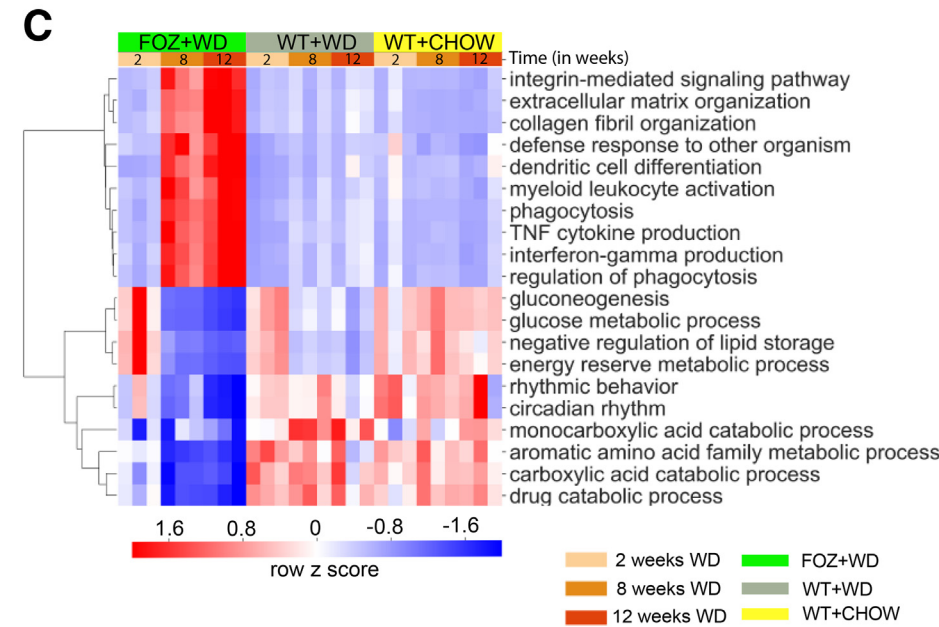 C
FOZ+WD WT+WD WT+CHOW
2 8 12 2 8 12 2 8 12 Time (in weeks)
integrin-mediated signaling pathway
extracellular matrix organization
collagen fibril organization
defense response to other organism
dendritic cell differentiation
myeloid leukocyte activation
phagocytosis
TNF cytokine production
interferon-gamma production
regulation of phagocytosis
gluconeogenesis
glucose metabolic process
negative regulation of lipid storage
energy reserve metabolic process
rhythmic behavior
circadian rhythm
monocarboxylic acid catabolic process
aromatic amino acid family metabolic process
carboxylic acid catabolic process
drug catabolic process
1.6 0.8 0 -0.8 -1.6
row z score
2 weeks WD FOZ+WD
8 weeks WD WT+WD
12 weeks WD WT+CHOW